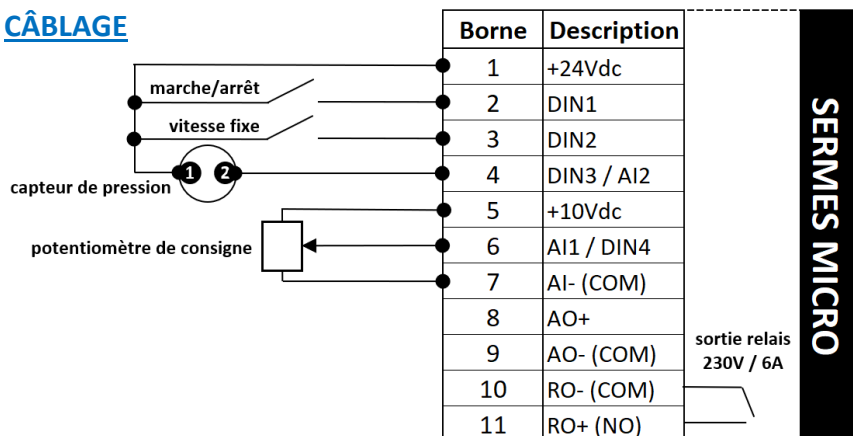 CÂBLAGE
Borne Description
1 +24Vdc
marche/arrêt
2 DIN1
vitesse fixe
3 DIN2
1 2
4 DIN3 / AI2
capteur de pression
5 +10Vdc
potentiomètre de consigne
6 AI1 / DIN4
7 AI- (COM)
8 AO+
9 AO- (COM)
10 RO- (COM)
11 RO+ (NO)
sortie relais
230V / 6A
SERMES MICRO